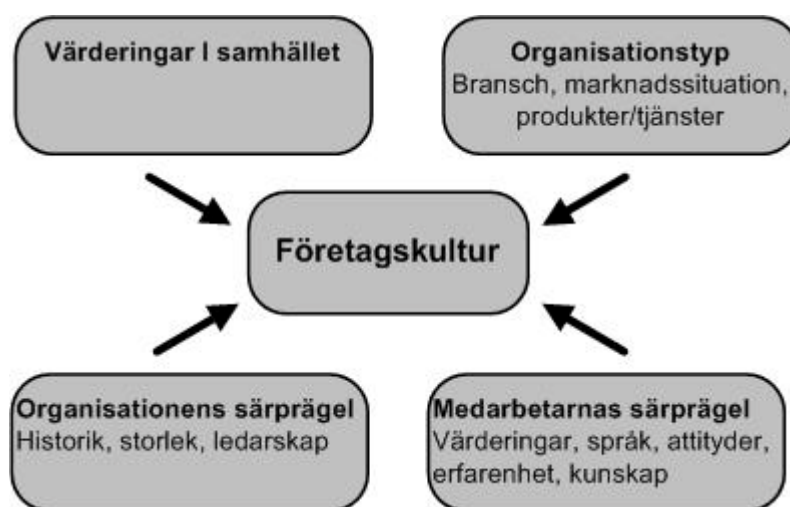 Värderingar I samhället
Organisationstyp
Bransch, marknadssituation,
produkter/tjänster
Företagskultur
Organisationens särprägel
Historik, storlek, ledarskap
Medarbetarnas särprägel
Värderingar, språk, attityder,
erfarenhet, kunskap